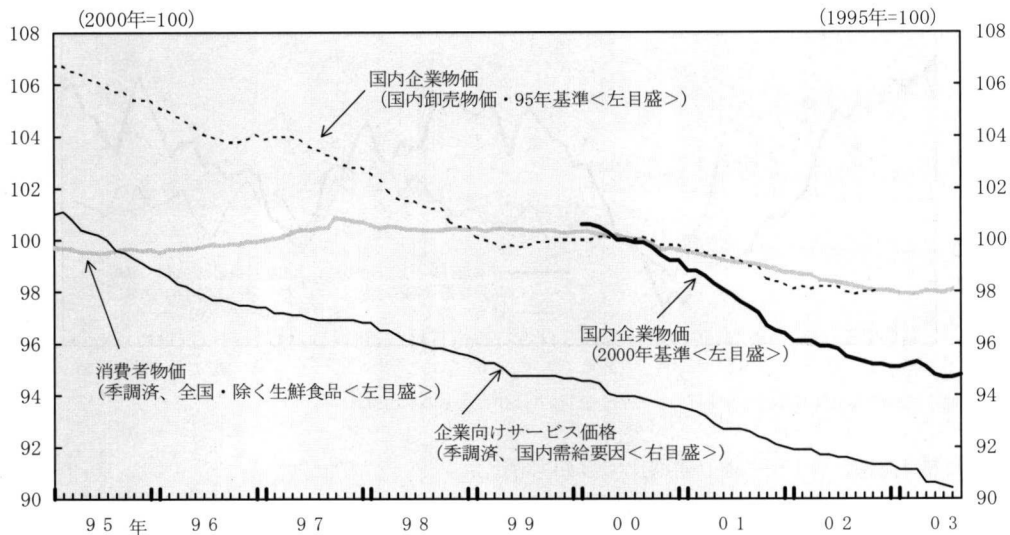 (2000年=100)
(1995年=100)
108
106
104
102
100
98
96
94
92
90
国内企業物価
(国内卸売物価・95年基準<左目盛>)
国内企業物価
(2000年基準<左目盛>)
消費者物価
(季調済、全国・除く生鮮食品<左目盛>)
企業向けサービス価格
(季調済、国内需給要因<右目盛>)
108
106
104
102
100
98
96
94
92
90
95 年 96 97 98 99 00 01 02 03